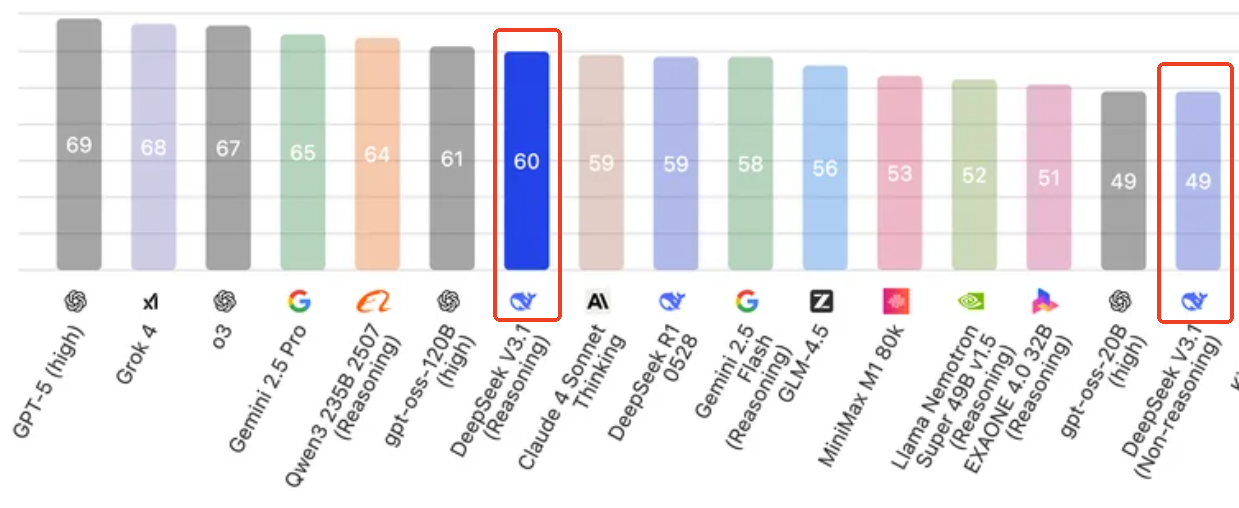 69
68
67
65
64
61
60
59
59
58
56
53
52
51
49
49
GPT-5 (high)
Grok 4
o3
Gemini 2.5 Pro
Qwen3 235B 2507
(Reasoning)
gpt-oss-120B
(high)
DeepSeek V3.1
(Reasoning)
Claude 4 Sonnet
Thinking
DeepSeek R1
0528
Gemini 2.5
Flash
(Reasoning)
GLM-4.5
MiniMax M1 80k
Llama Nemotron
Super 49B v1.5
(Reasoning)
EXAONE 4.0 32B
(Reasoning)
gpt-oss-20B
(high)
DeepSeek V3.1
(Non-reasoning)